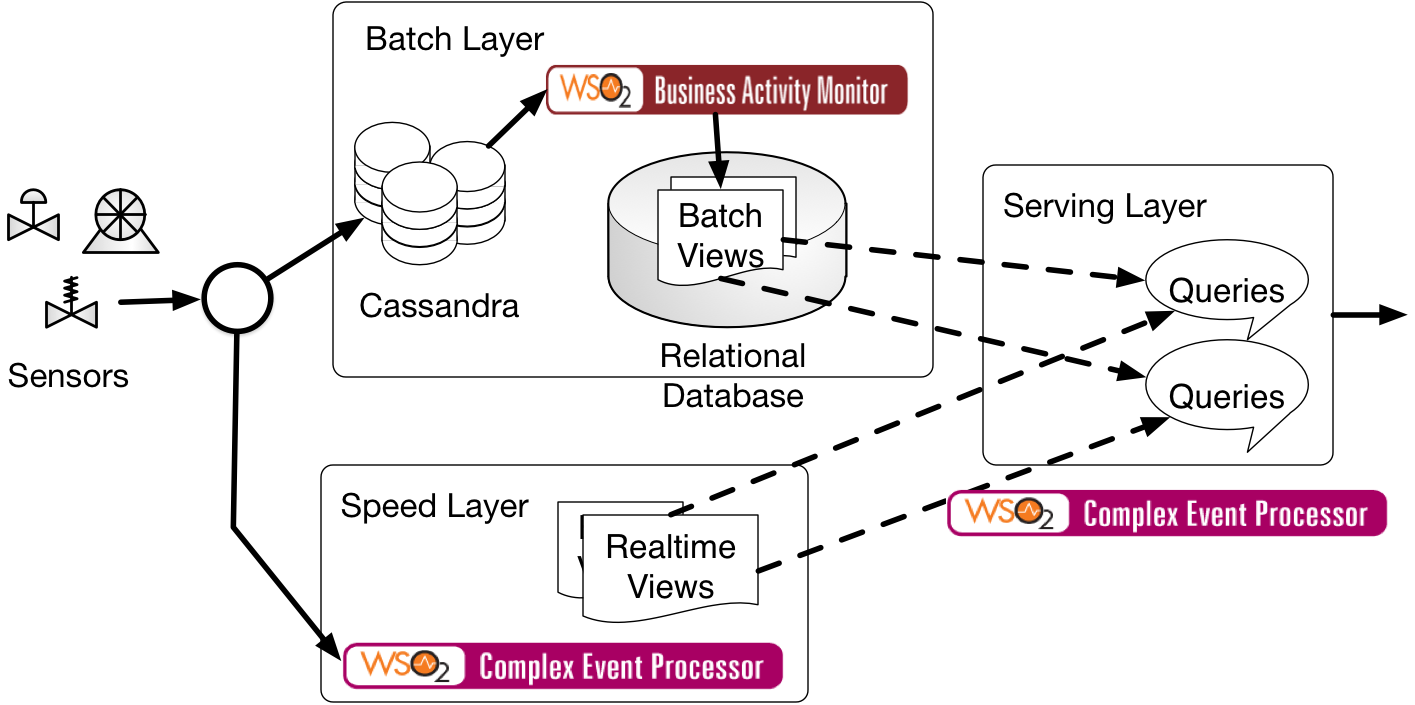 Batch Layer
WSO2 Business Activity Monitor
Batch
Views
Cassandra
Relational
Database
Sensors
Serving Layer
Queries
Queries
Speed Layer
Realtime
Views
WSO2 Complex Event Processor
WSO2 Complex Event Processor